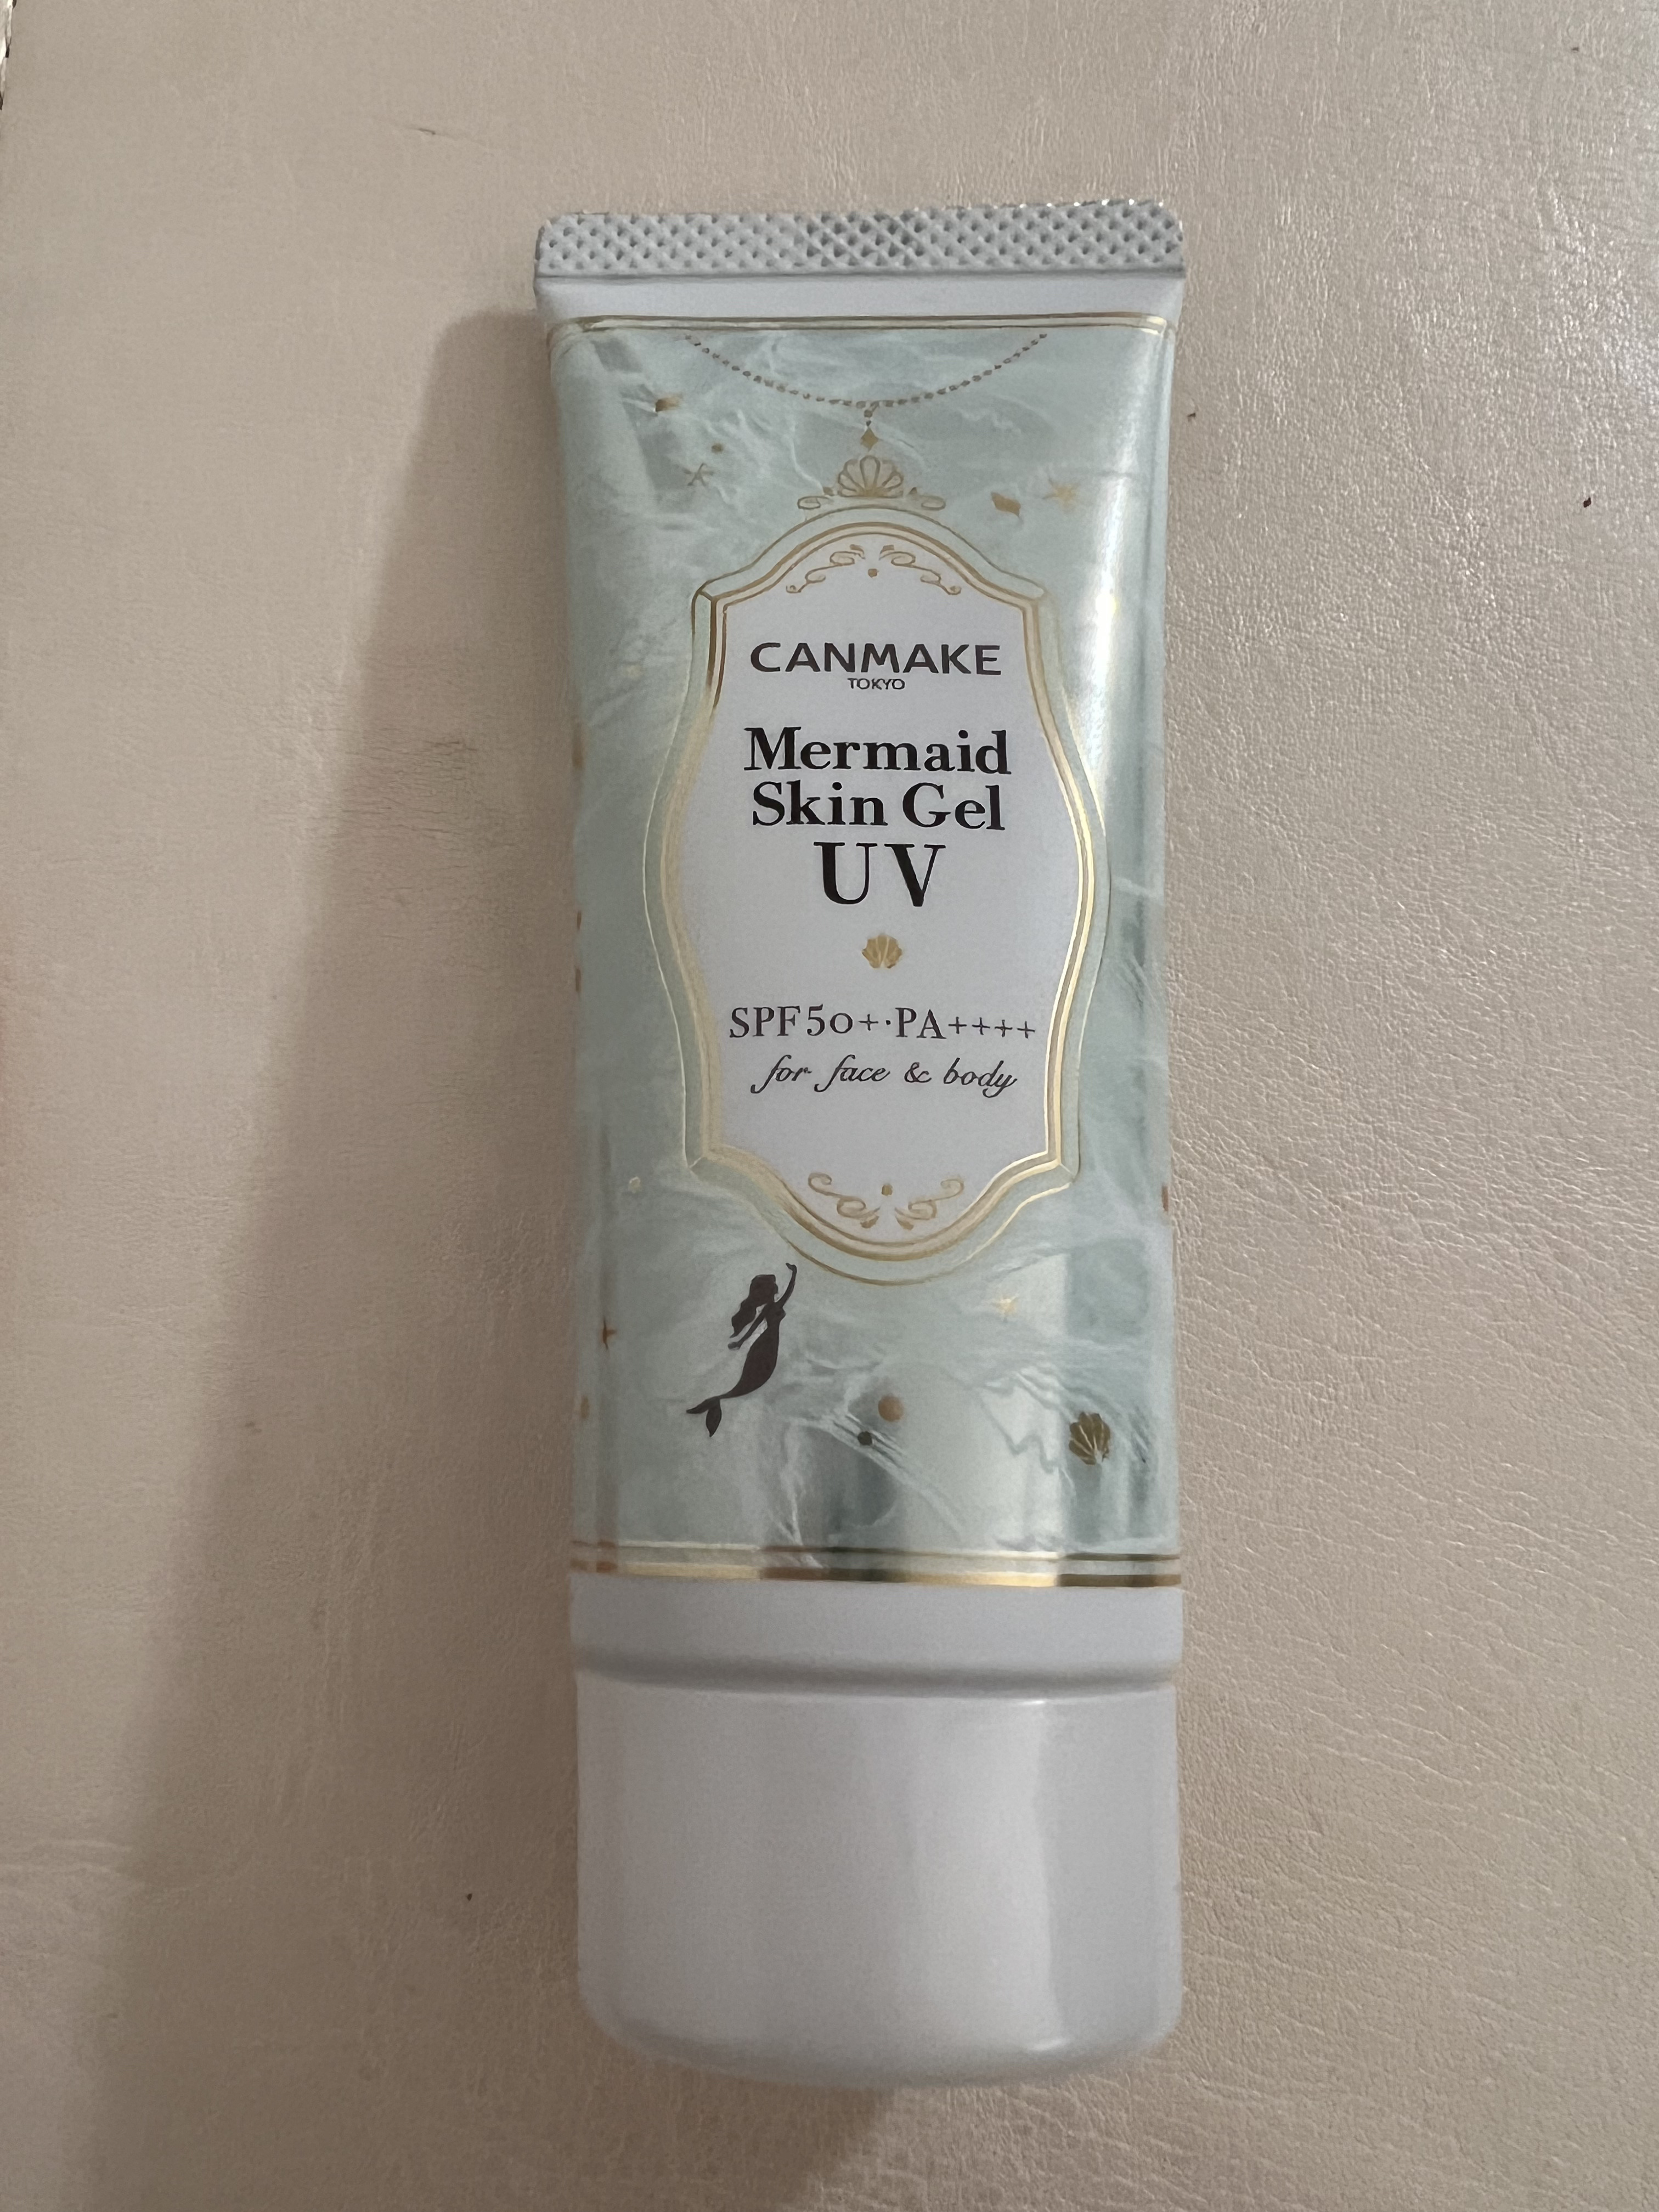 CANMAKE
TOKYO
Mermaid
Skin Gel
UV
SPF50+·PA++++
for face & body